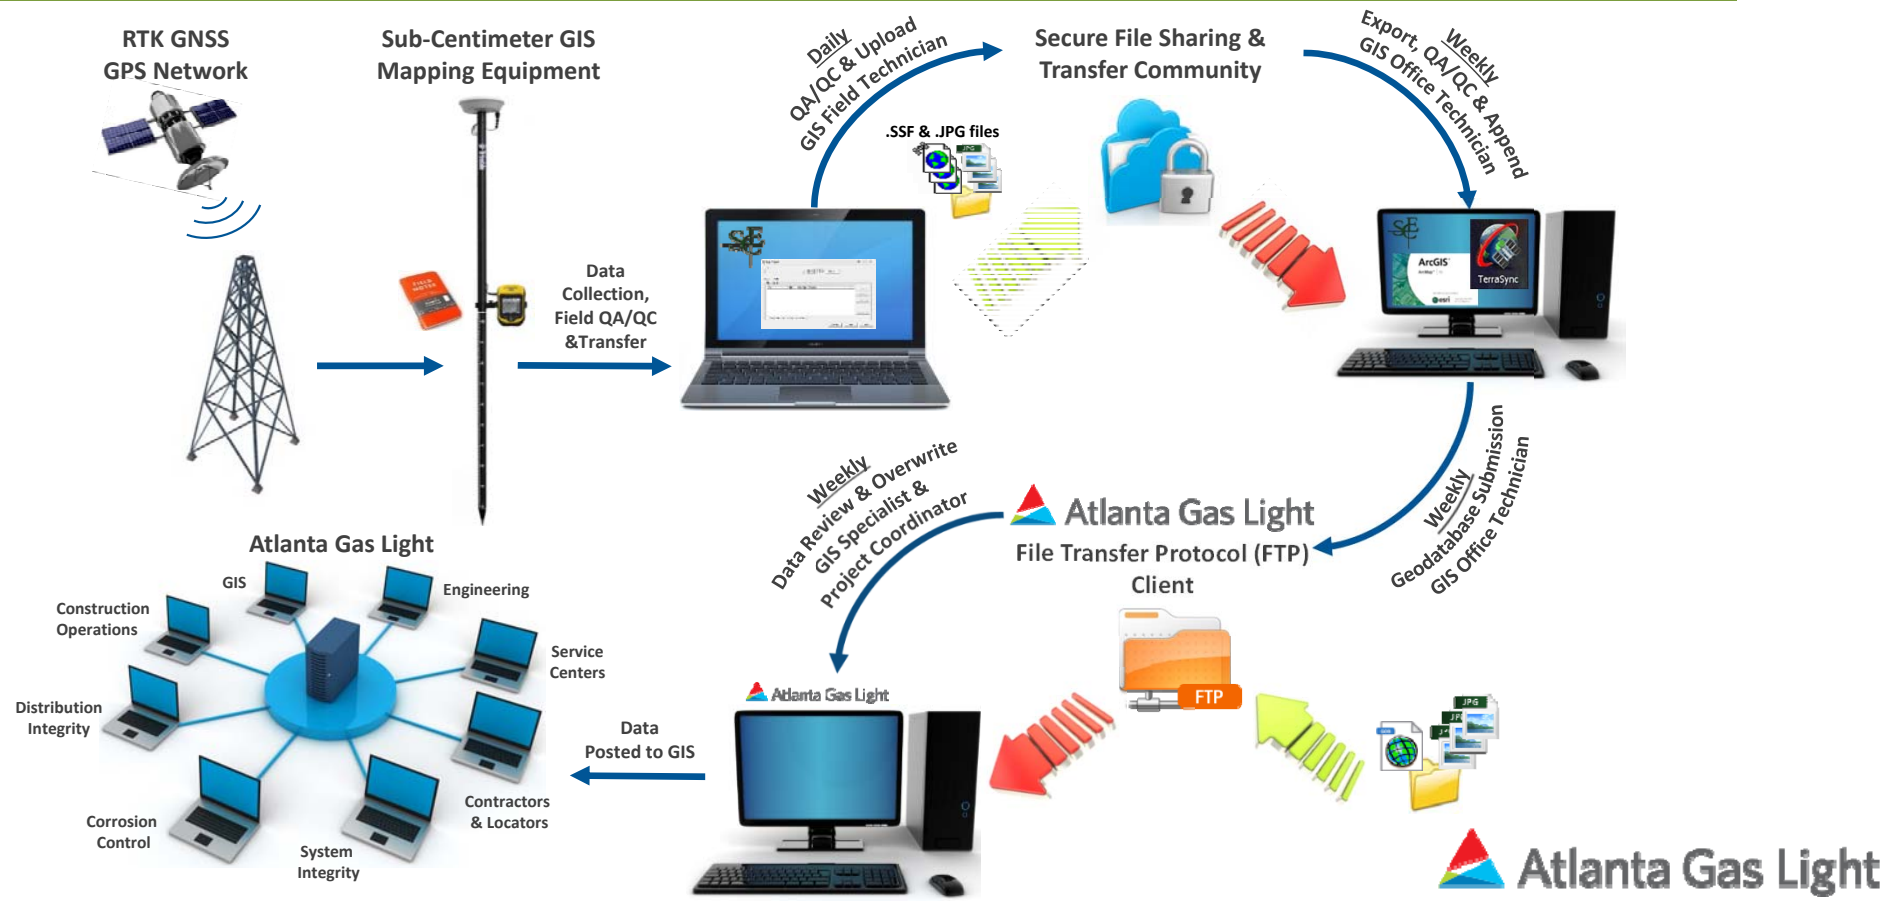 RTK GNSS
GPS Network
Sub-Centimeter GIS
Mapping Equipment
Daily
QA/QC & Upload
GIS Field Technician
Secure File Sharing &
Transfer Community
Weekly
Export, QA/QC & Append
GIS Office Technician
.SSF & .JPG files
JPG
Data
Collection,
Field QA/QC
&Transfer
ArcGIS
esri
TerraSync
Weekly
Data Review & Overwrite
GIS Specialist &
Project Coordinator
Weekly
Geodatabase Submission
GIS Office Technician
Atlanta Gas Light
File Transfer Protocol (FTP)
Client
FTP
JPG
Atlanta Gas Light
GIS
Engineering
Construction
Operations
Service
Centers
Distribution
Integrity
Contractors
& Locators
Corrosion
Control
System
Integrity
Data
Posted to GIS
Atlanta Gas Light
Atlanta Gas Light